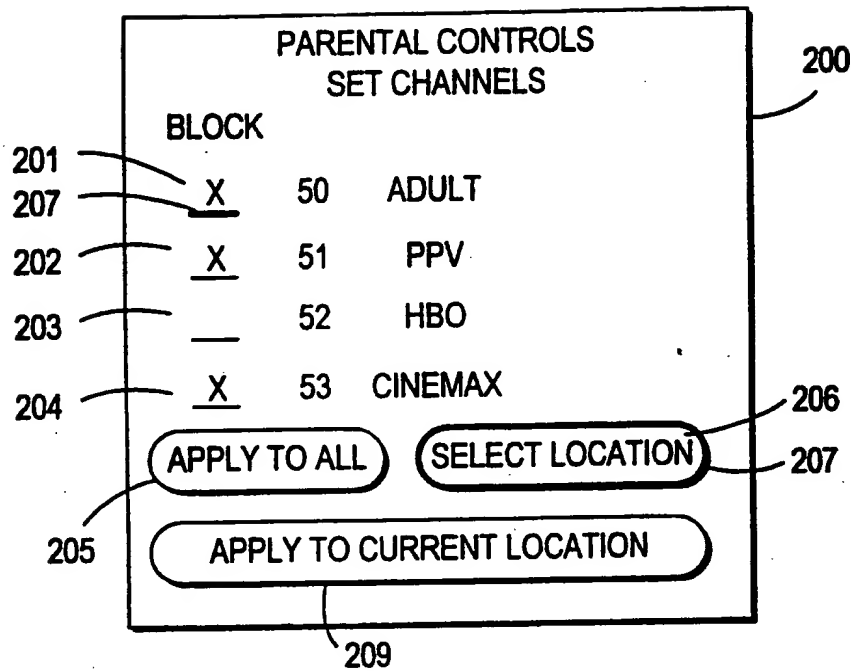 PARENTAL CONTROLS
SET CHANNELS
200
BLOCK
201
X 50 ADULT
207
202 X 51 PPV
203 52 HBO
204 X 53 CINEMAX
206
APPLY TO ALL SELECT LOCATION
207
205
APPLY TO CURRENT LOCATION
209